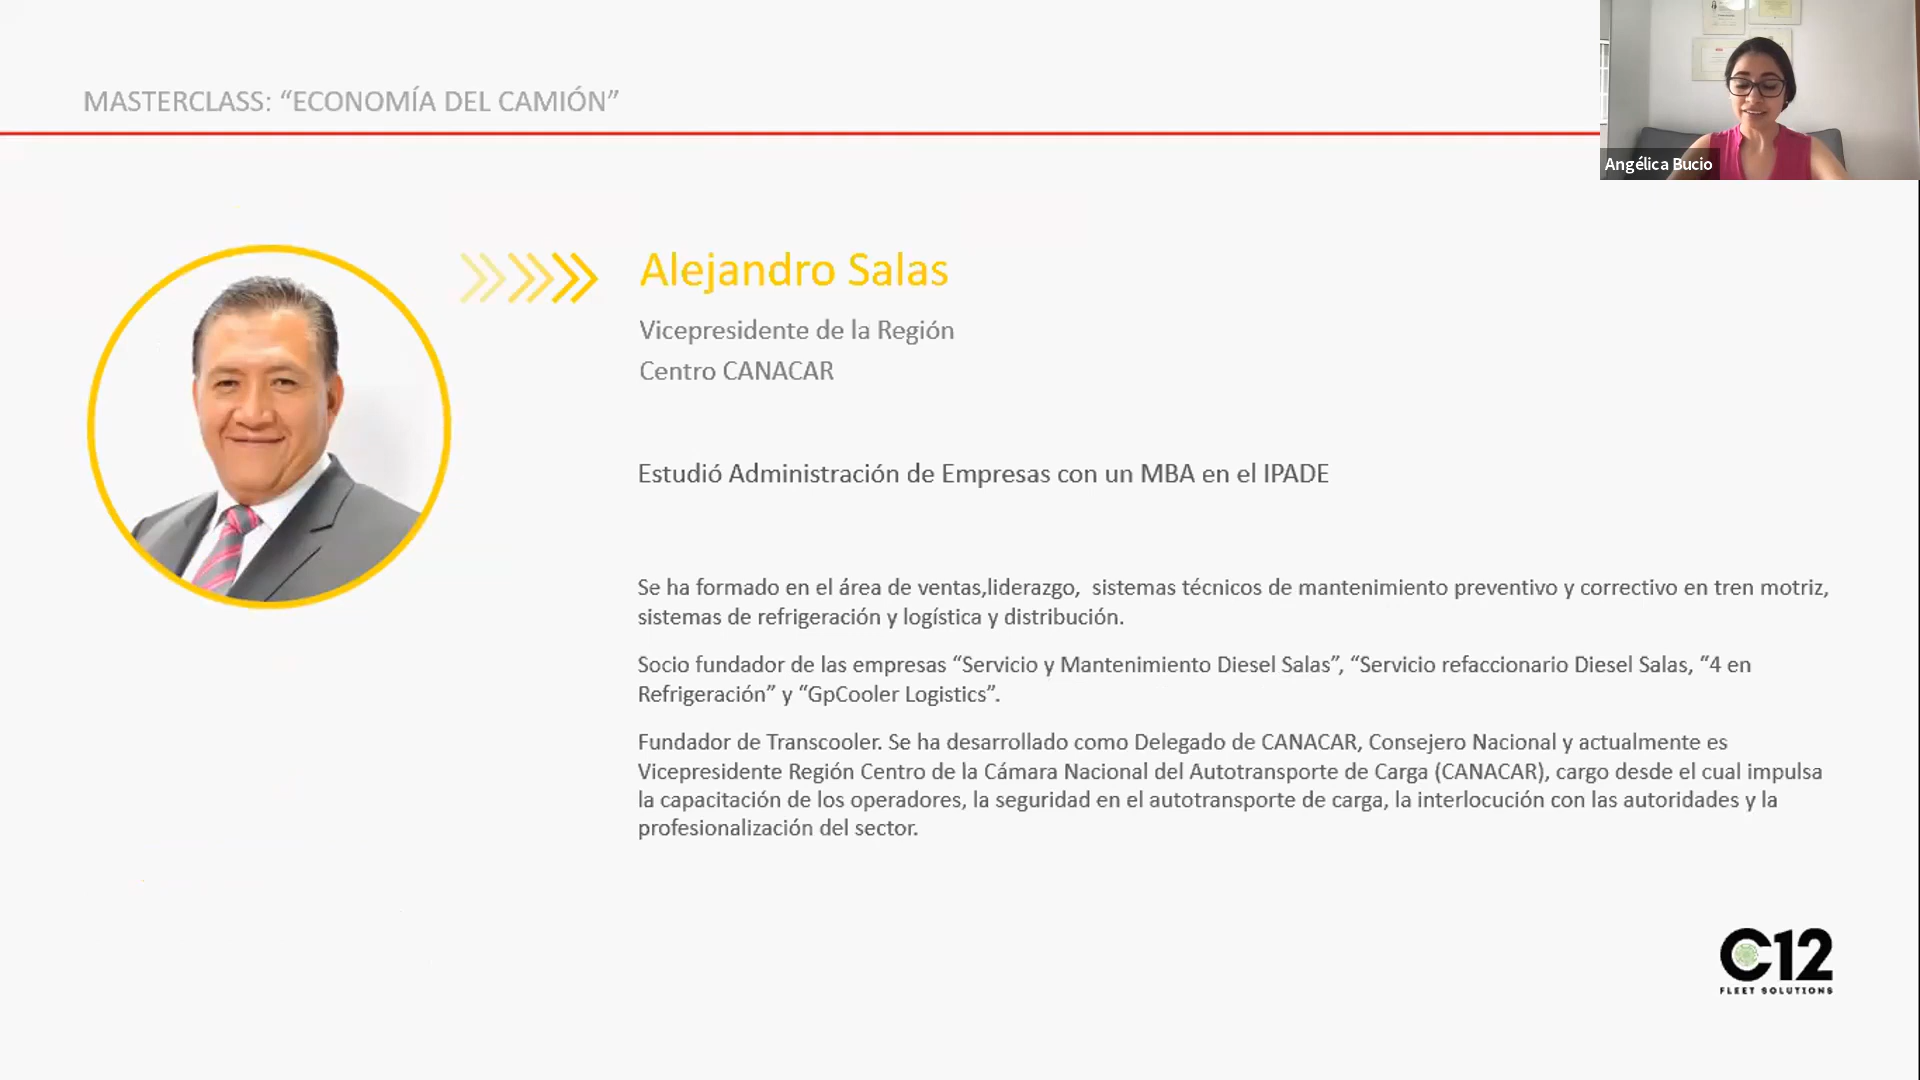 MASTERCLASS: “ECONOMÍA DEL CAMIÓN”
Angélica Bucio
Alejandro Salas
Vicepresidente de la Región
Centro CANACAR
Estudió Administración de Empresas con un MBA en el IPADE
Se ha formado en el área de ventas,liderazgo,  sistemas técnicos de mantenimiento preventivo y correctivo en tren motriz,
sistemas de refrigeración y logística y distribución.
Socio fundador de las empresas “Servicio y Mantenimiento Diesel Salas”, “Servicio refaccionario Diesel Salas, “4 en
Refrigeración” y “GpCooler Logistics”.
Fundador de Transcooler. Se ha desarrollado como Delegado de CANACAR, Consejero Nacional y actualmente es
Vicepresidente Región Centro de la Cámara Nacional del Autotransporte de Carga (CANACAR), cargo desde el cual impulsa
la capacitación de los operadores, la seguridad en el autotransporte de carga, la interlocución con las autoridades y la
profesionalización del sector.
C12
FLEET SOLUTIONS